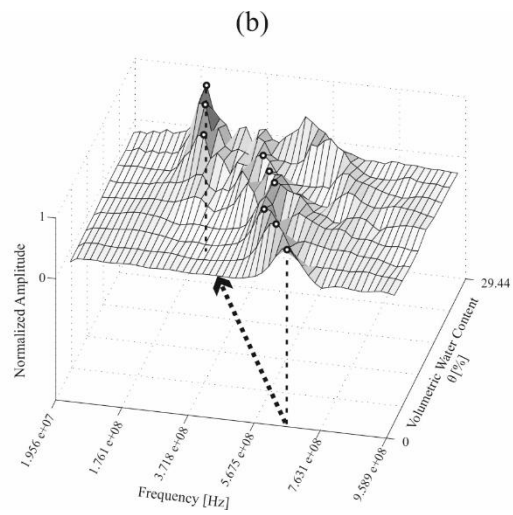 (b)
1
0
Normalized Amplitude
29.44
Volumetric Water Content
θ[%]
0
1.956 e+07
1.761 e+08
3.718 e+08
5.675 e+08
7.631 e+08
9.589 e+08
Frequency [Hz]